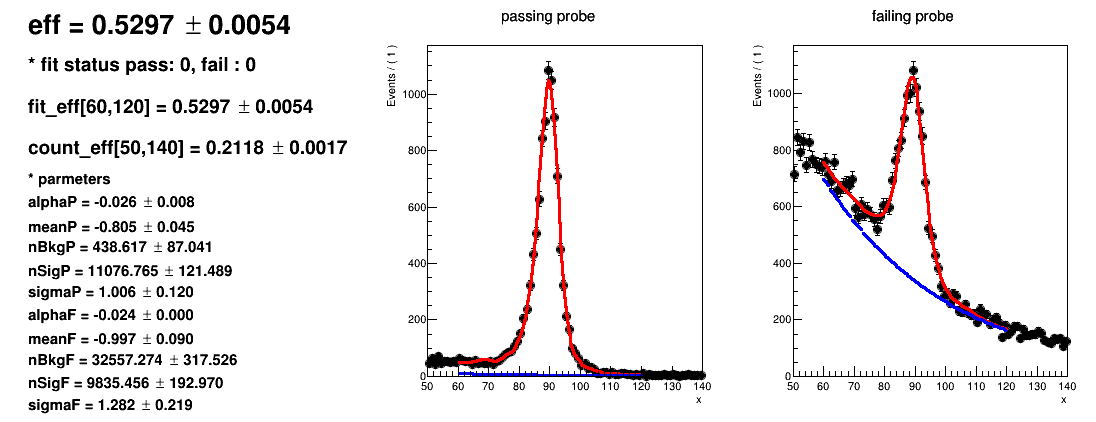 eff = 0.5297 ± 0.0054
* fit status pass: 0, fail : 0
fit_eff[60,120] = 0.5297 ± 0.0054
count_eff[50,140] = 0.2118 ± 0.0017
* parmeters
alphaP = -0.026 ± 0.008
meanP = -0.805 ± 0.045
nBkgP = 438.617 ± 87.041
nSigP = 11076.765 ± 121.489
sigmaP = 1.006 ± 0.120
alphaF = -0.024 ± 0.000
meanF = -0.997 ± 0.090
nBkgF = 32557.274 ± 317.526
nSigF = 9835.456 ± 192.970
sigmaF = 1.282 ± 0.219
passing probe
Events / ( 1 )
1000
800
600
400
200
0
50 60 70 80 90 100 110 120 130 140
x
failing probe
Events / ( 1 )
1000
800
600
400
200
0
50 60 70 80 90 100 110 120 130 140
x